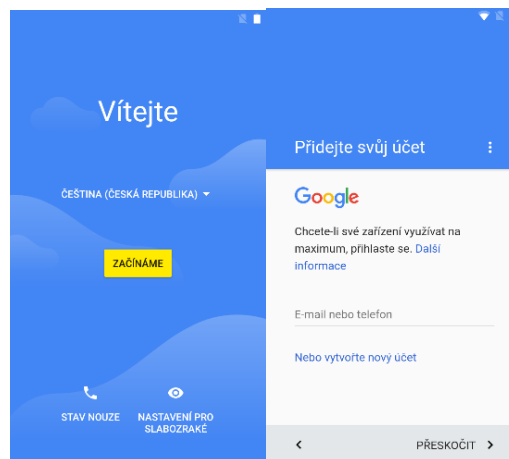 Vítejte
ČEŠTINA (ČESKÁ REPUBLIKA)
ZAČÍNÁME
STAV NOUZE
NASTAVENÍ PRO
SLABOZRAKÉ
Přidejte svůj účet
Google
Chcete-li své zařízení využívat na
maximum, přihlaste se. Další
informace
E-mail nebo telefon
Nebo vytvořte nový účet
PŘESKOČIT